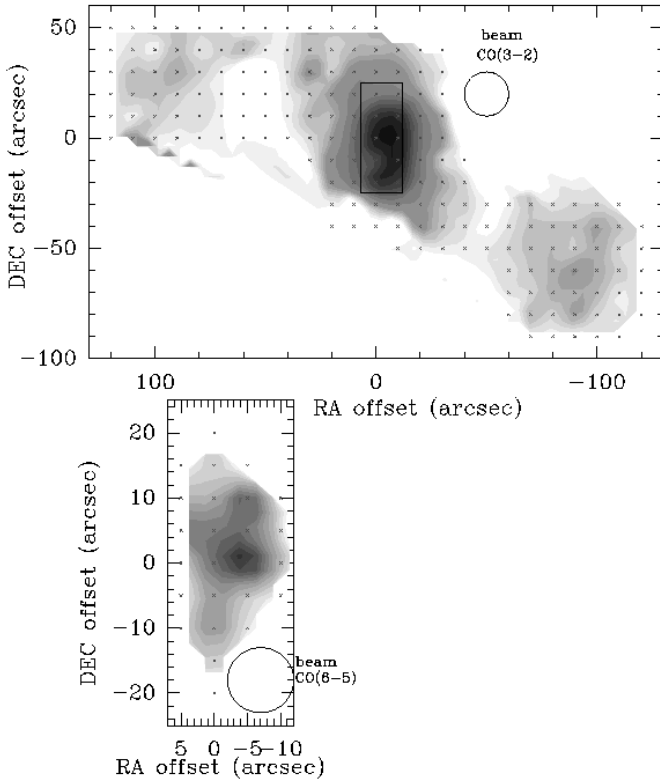 beam
CO(3-2)
50
0
-50
-100
DEC offset (arcsec)
100 0 -100
RA offset (arcsec)
20
10
0
-10
-20
DEC offset (arcsec)
beam
CO(6-5)
5 0 -5-10
RA offset (arcsec)